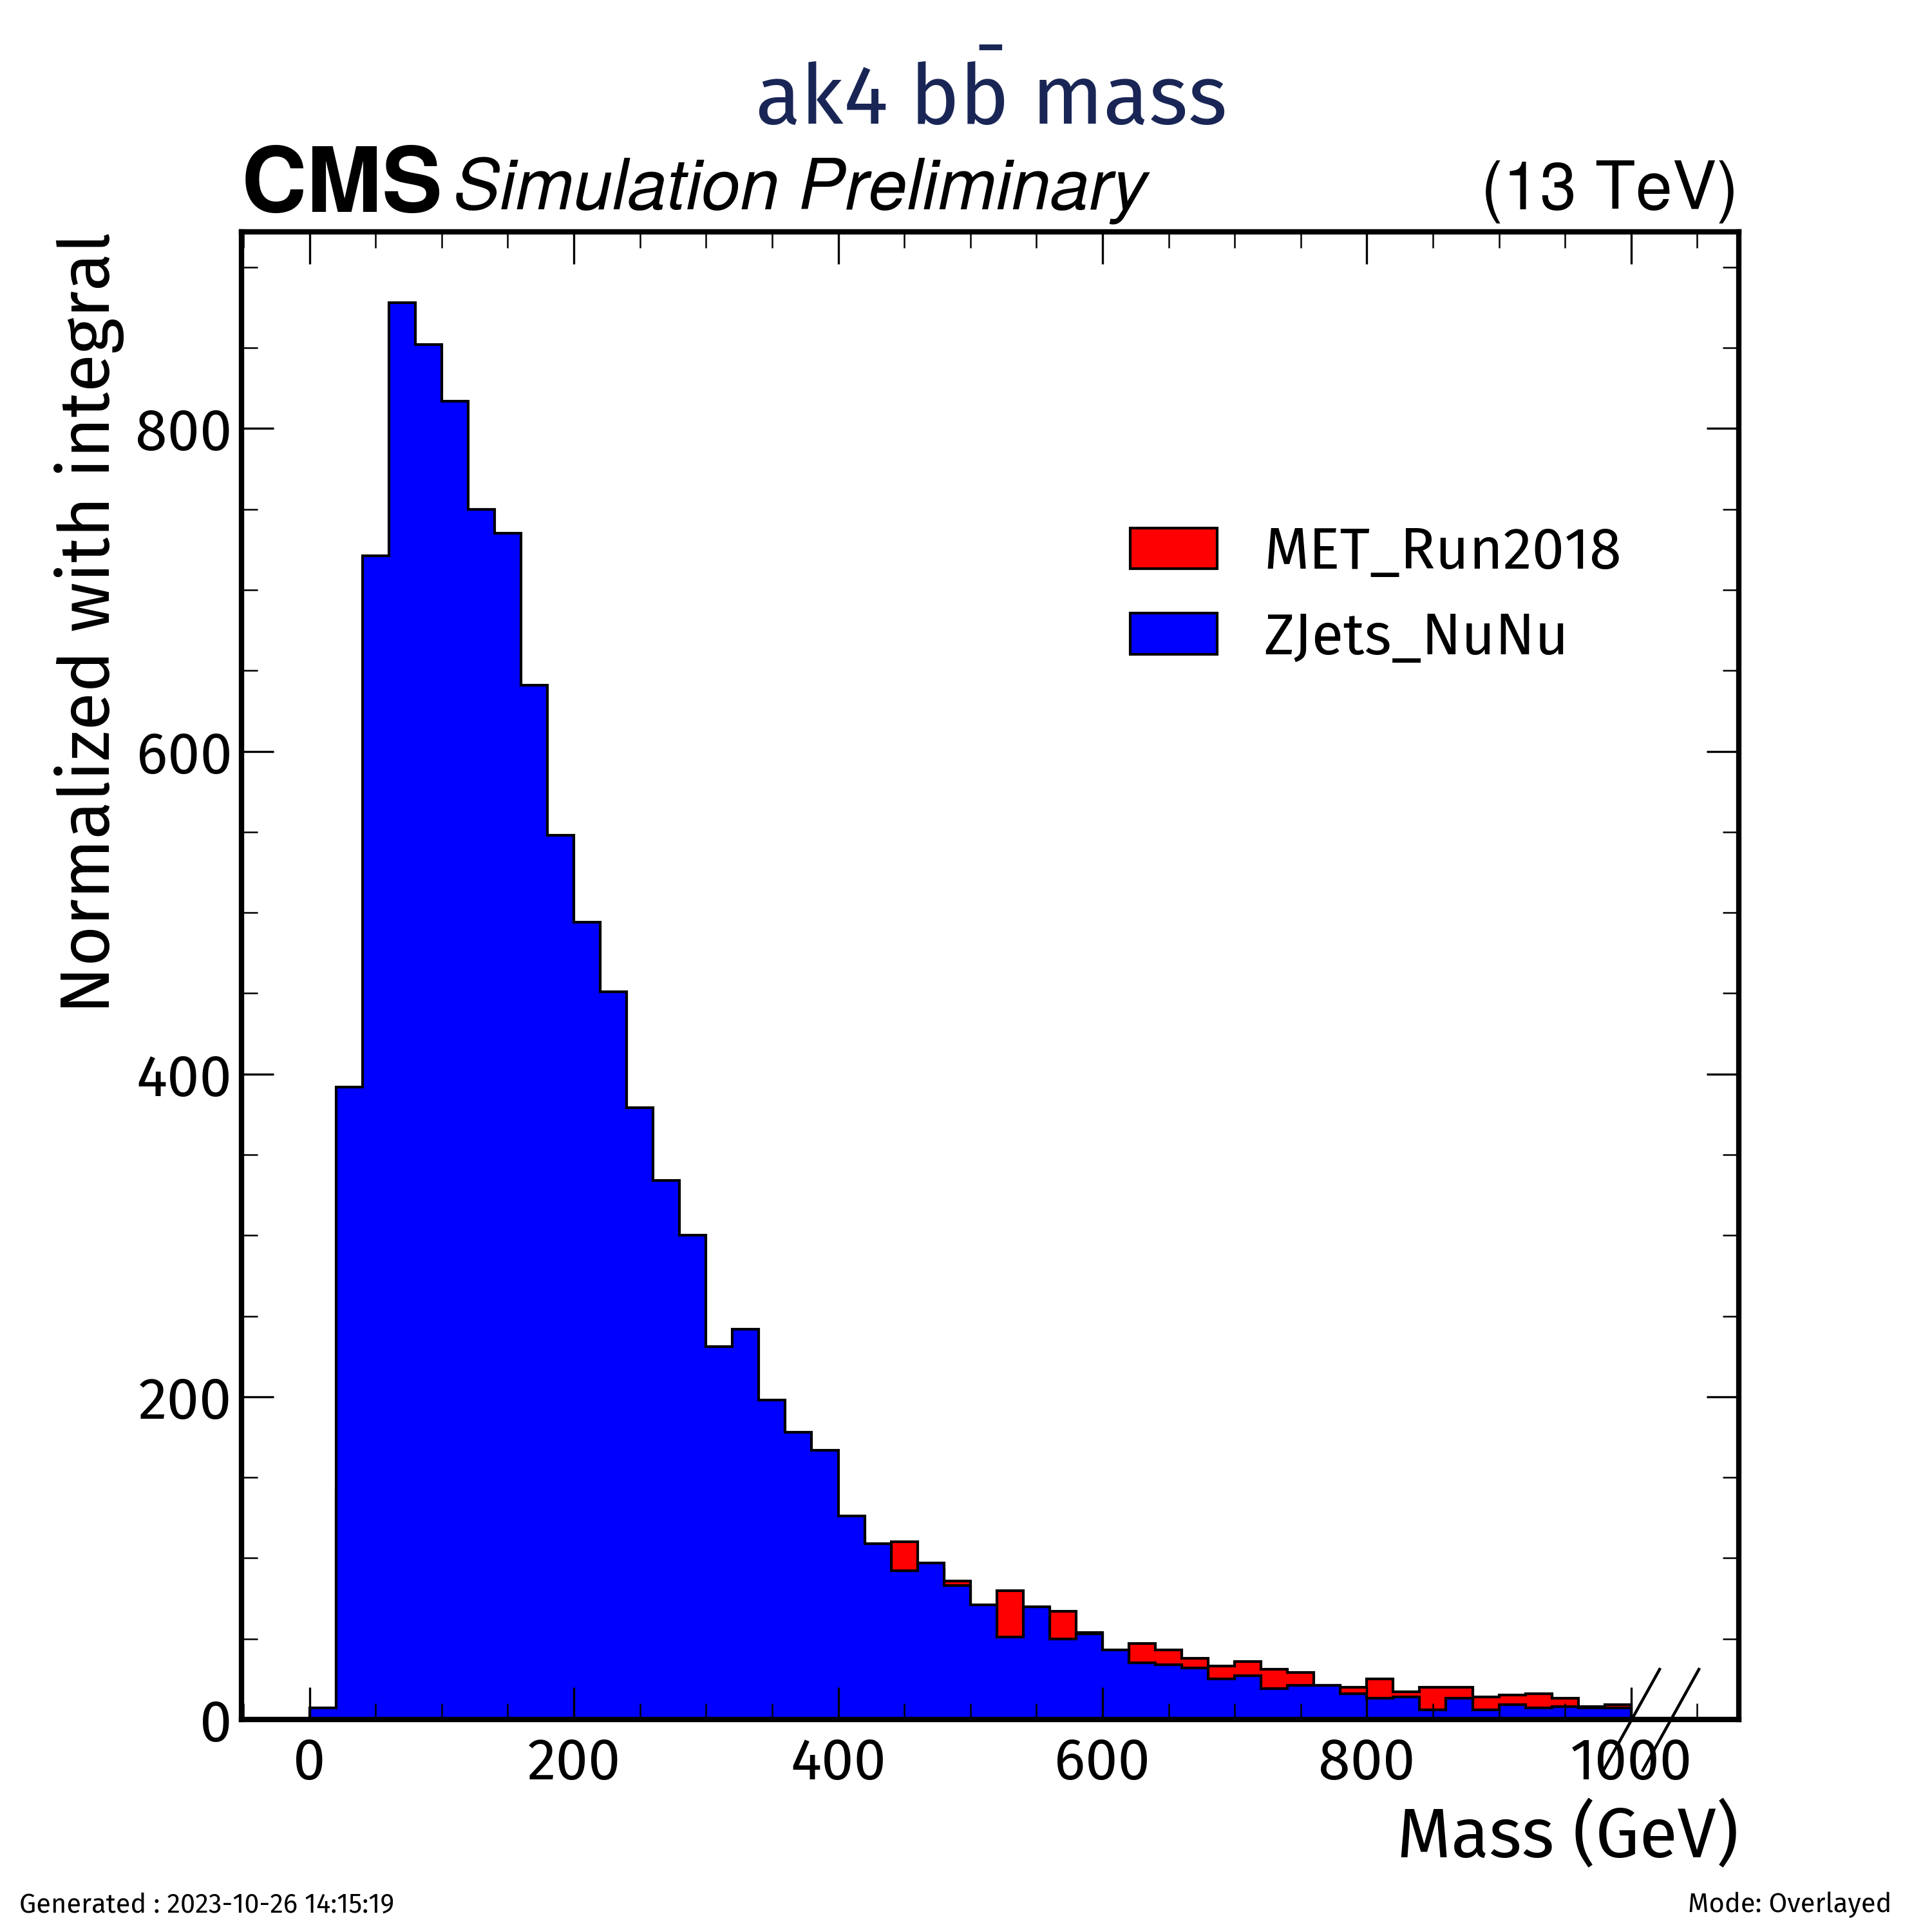 ak4 bb̄ mass
CMS Simulation Preliminary (13 TeV)
Normalized with integral
800
600
400
200
0
MET_Run2018
ZJets_NuNu
0 200 400 600 800 1000
Mass (GeV)
Generated : 2023-10-26 14:15:19
Mode: Overlayed